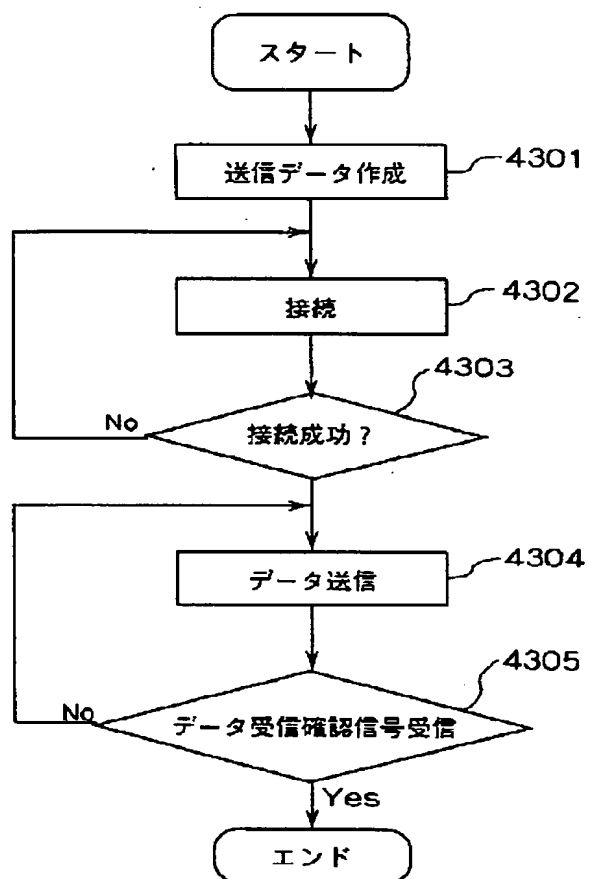 スタート
送信データ作成
4301
接続
4302
接続成功?
4303
No
データ送信
4304
データ受信確認信号受信
4305
No
Yes
エンド